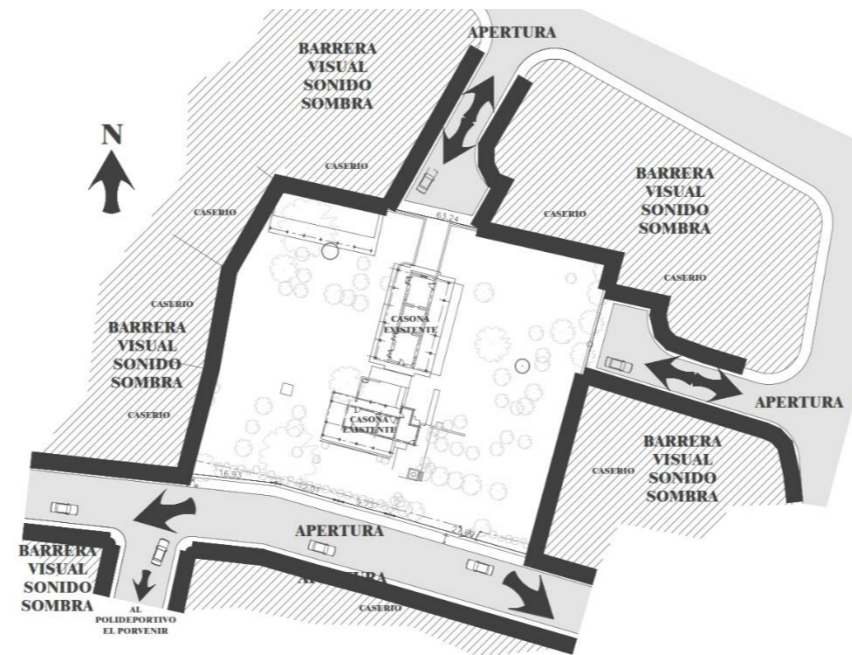 APERTURA
BARRERA
VISUAL
SONIDO
SOMBRA
N
CASERIO
BARRERA
VISUAL
SONIDO
SOMBRA
CASERIO
CASERIO
63.24
CASERIO
CASERIO
CASONA
EXISTENTE
BARRERA
VISUAL
SONIDO
SOMBRA
APERTURA
CASERIO
CASONA
EXISTENTE
BARRERA
VISUAL
SONIDO
SOMBRA
CASERIO
16.93
APERTURA
BARRERA
VISUAL
SONIDO
SOMBRA
CASERIO
AL
POLIDEPORTIVO
EL PORVENIR